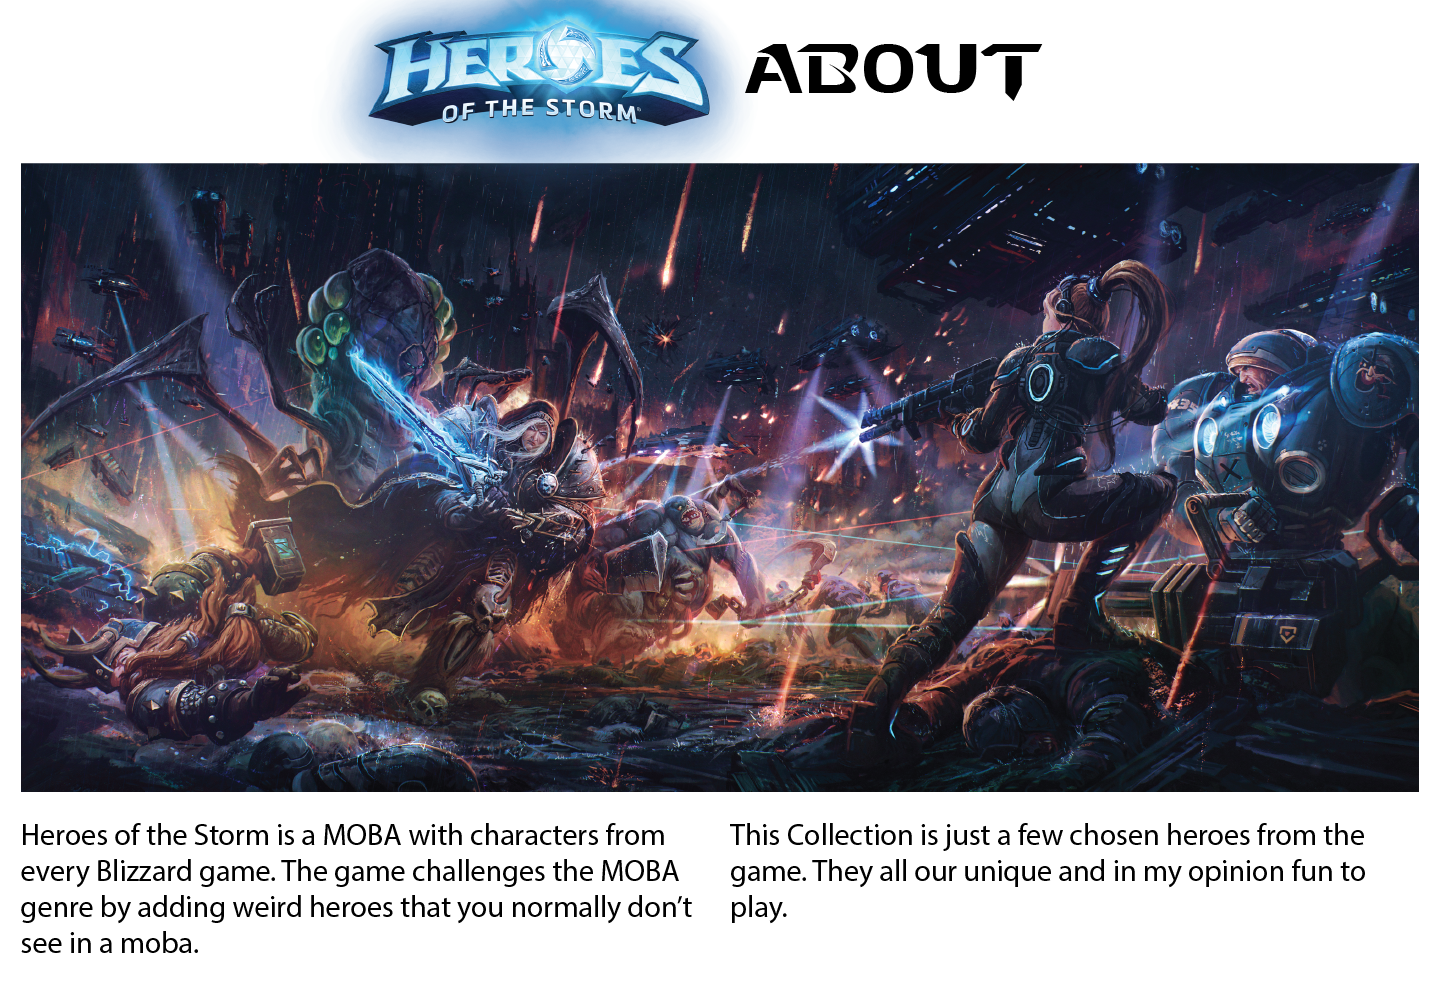 HEROES
OF THE STORM
ABOUT
Heroes of the Storm is a MOBA with characters from
every Blizzard game. The game challenges the MOBA
genre by adding weird heroes that you normally don’t
see in a moba.
This Collection is just a few chosen heroes from the
game. They all our unique and in my opinion fun to
play.